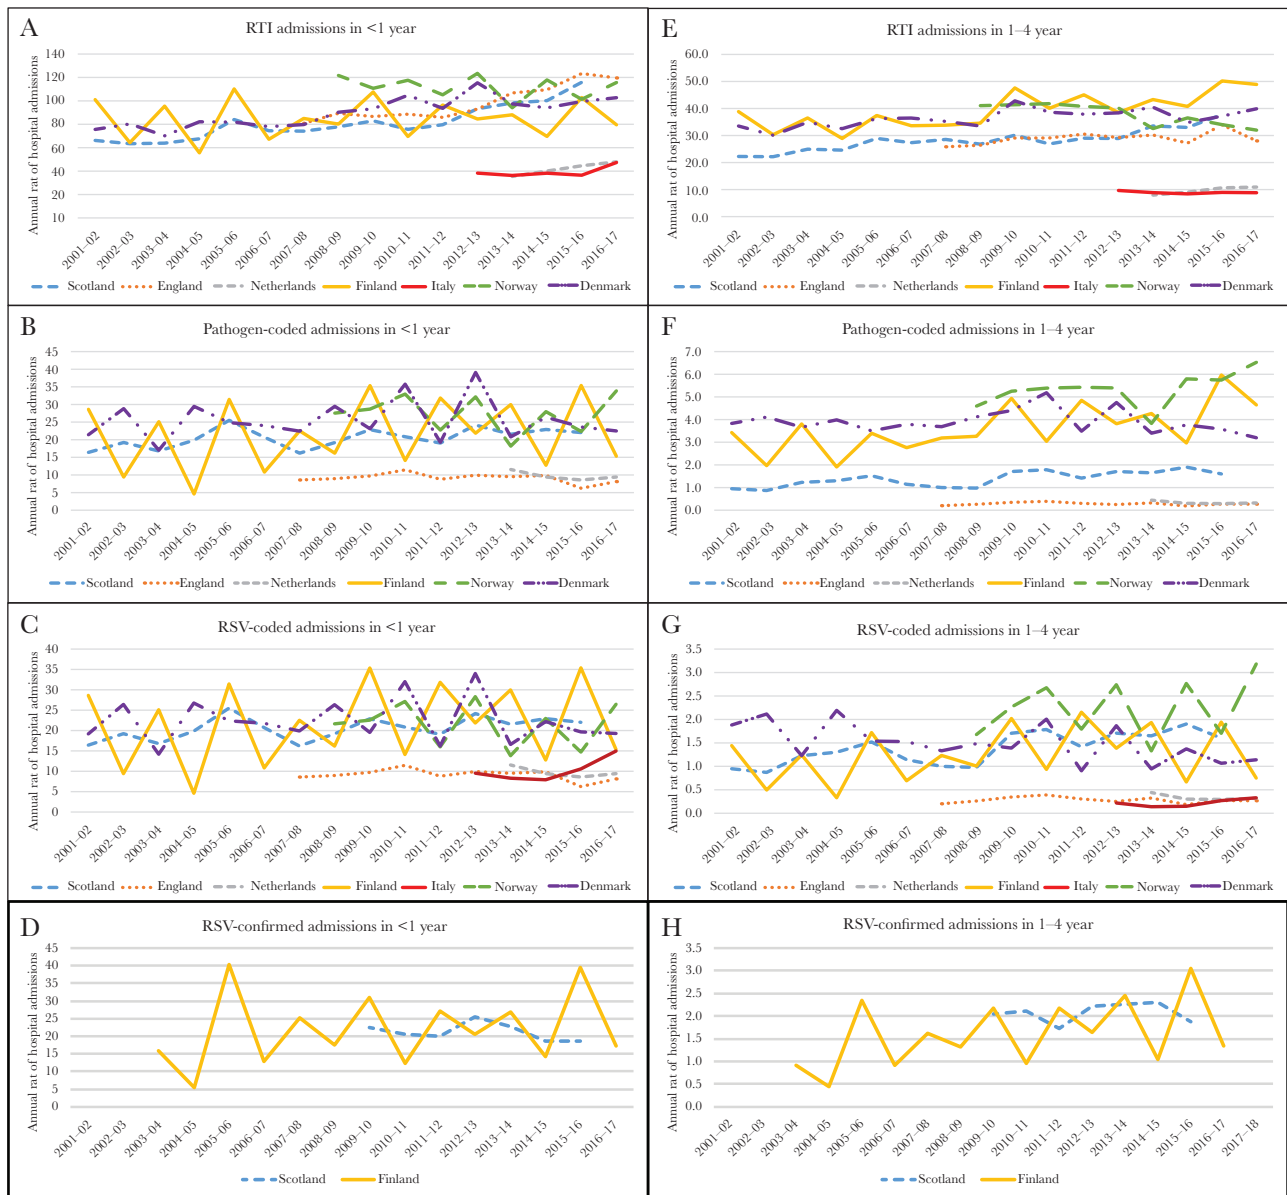 A
RTI admissions in <1 year
Annual rat of hospital admissions
140
120
100
80
60
40
20
10
2001–02 2002–03 2003–04 2004–05 2005–06 2006–07 2007–08 2008–09 2009–10 2010–11 2011–12 2012–13 2013–14 2014–15 2015–16 2016–17
Scotland England Netherlands Finland Italy Norway Denmark
B
Pathogen-coded admissions in <1 year
Annual rat of hospital admissions
45
40
35
30
25
20
15
10
5
0
2001–02 2002–03 2003–04 2004–05 2005–06 2006–07 2007–08 2008–09 2009–10 2010–11 2011–12 2012–13 2013–14 2014–15 2015–16 2016–17
Scotland England Netherlands Finland Norway Denmark
C
RSV-coded admissions in <1 year
Annual rat of hospital admissions
40
35
30
25
20
15
10
5
0
2001–02 2002–03 2003–04 2004–05 2005–06 2006–07 2007–08 2008–09 2009–10 2010–11 2011–12 2012–13 2013–14 2014–15 2015–16 2016–17
Scotland England Netherlands Finland Italy Norway Denmark
D
RSV-confirmed admissions in <1 year
Annual rat of hospital admissions
45
40
35
30
25
20
15
10
5
0
2001–02 2002–03 2003–04 2004–05 2005–06 2006–07 2007–08 2008–09 2009–10 2010–11 2011–12 2012–13 2013–14 2014–15 2015–16 2016–17
Scotland Finland
E
RTI admissions in 1–4 year
Annual rat of hospital admissions
60.0
50.0
40.0
30.0
20.0
10.0
0.0
2001–02 2002–03 2003–04 2004–05 2005–06 2006–07 2007–08 2008–09 2009–10 2010–11 2011–12 2012–13 2013–14 2014–15 2015–16 2016–17
Scotland England Netherlands Finland Italy Norway Denmark
F
Pathogen-coded admissions in 1–4 year
Annual rat of hospital admissions
7.0
6.0
5.0
4.0
3.0
2.0
1.0
0.0
2001–02 2002–03 2003–04 2004–05 2005–06 2006–07 2007–08 2008–09 2009–10 2010–11 2011–12 2012–13 2013–14 2014–15 2015–16 2016–17
Scotland England Netherlands Finland Norway Denmark
G
RSV-coded admissions in 1–4 year
Annual rat of hospital admissions
3.5
3.0
2.5
2.0
1.5
1.0
0.5
0.0
2001–02 2002–03 2003–04 2004–05 2005–06 2006–07 2007–08 2008–09 2009–10 2010–11 2011–12 2012–13 2013–14 2014–15 2015–16 2016–17
Scotland England Netherlands Finland Italy Norway Denmark
H
RSV-confirmed admissions in 1–4 year
Annual rat of hospital admissions
3.5
3.0
2.5
2.0
1.5
1.0
0.5
0.0
2001–02 2002–03 2003–04 2004–05 2005–06 2006–07 2007–08 2008–09 2009–10 2010–11 2011–12 2012–13 2013–14 2014–15 2015–16 2016–17 2017–18
Scotland Finland